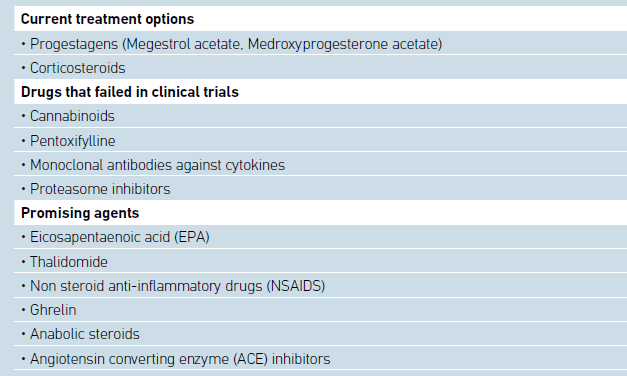 Current treatment options
• Progestagens (Megestrol acetate, Medroxyprogesterone acetate)
• Corticosteroids
Drugs that failed in clinical trials
• Cannabinoids
• Pentoxifylline
• Monoclonal antibodies against cytokines
• Proteasome inhibitors
Promising agents
• Eicosapentaenoic acid (EPA)
• Thalidomide
• Non steroid anti-inflammatory drugs (NSAIDS)
• Ghrelin
• Anabolic steroids
• Angiotensin converting enzyme (ACE) inhibitors